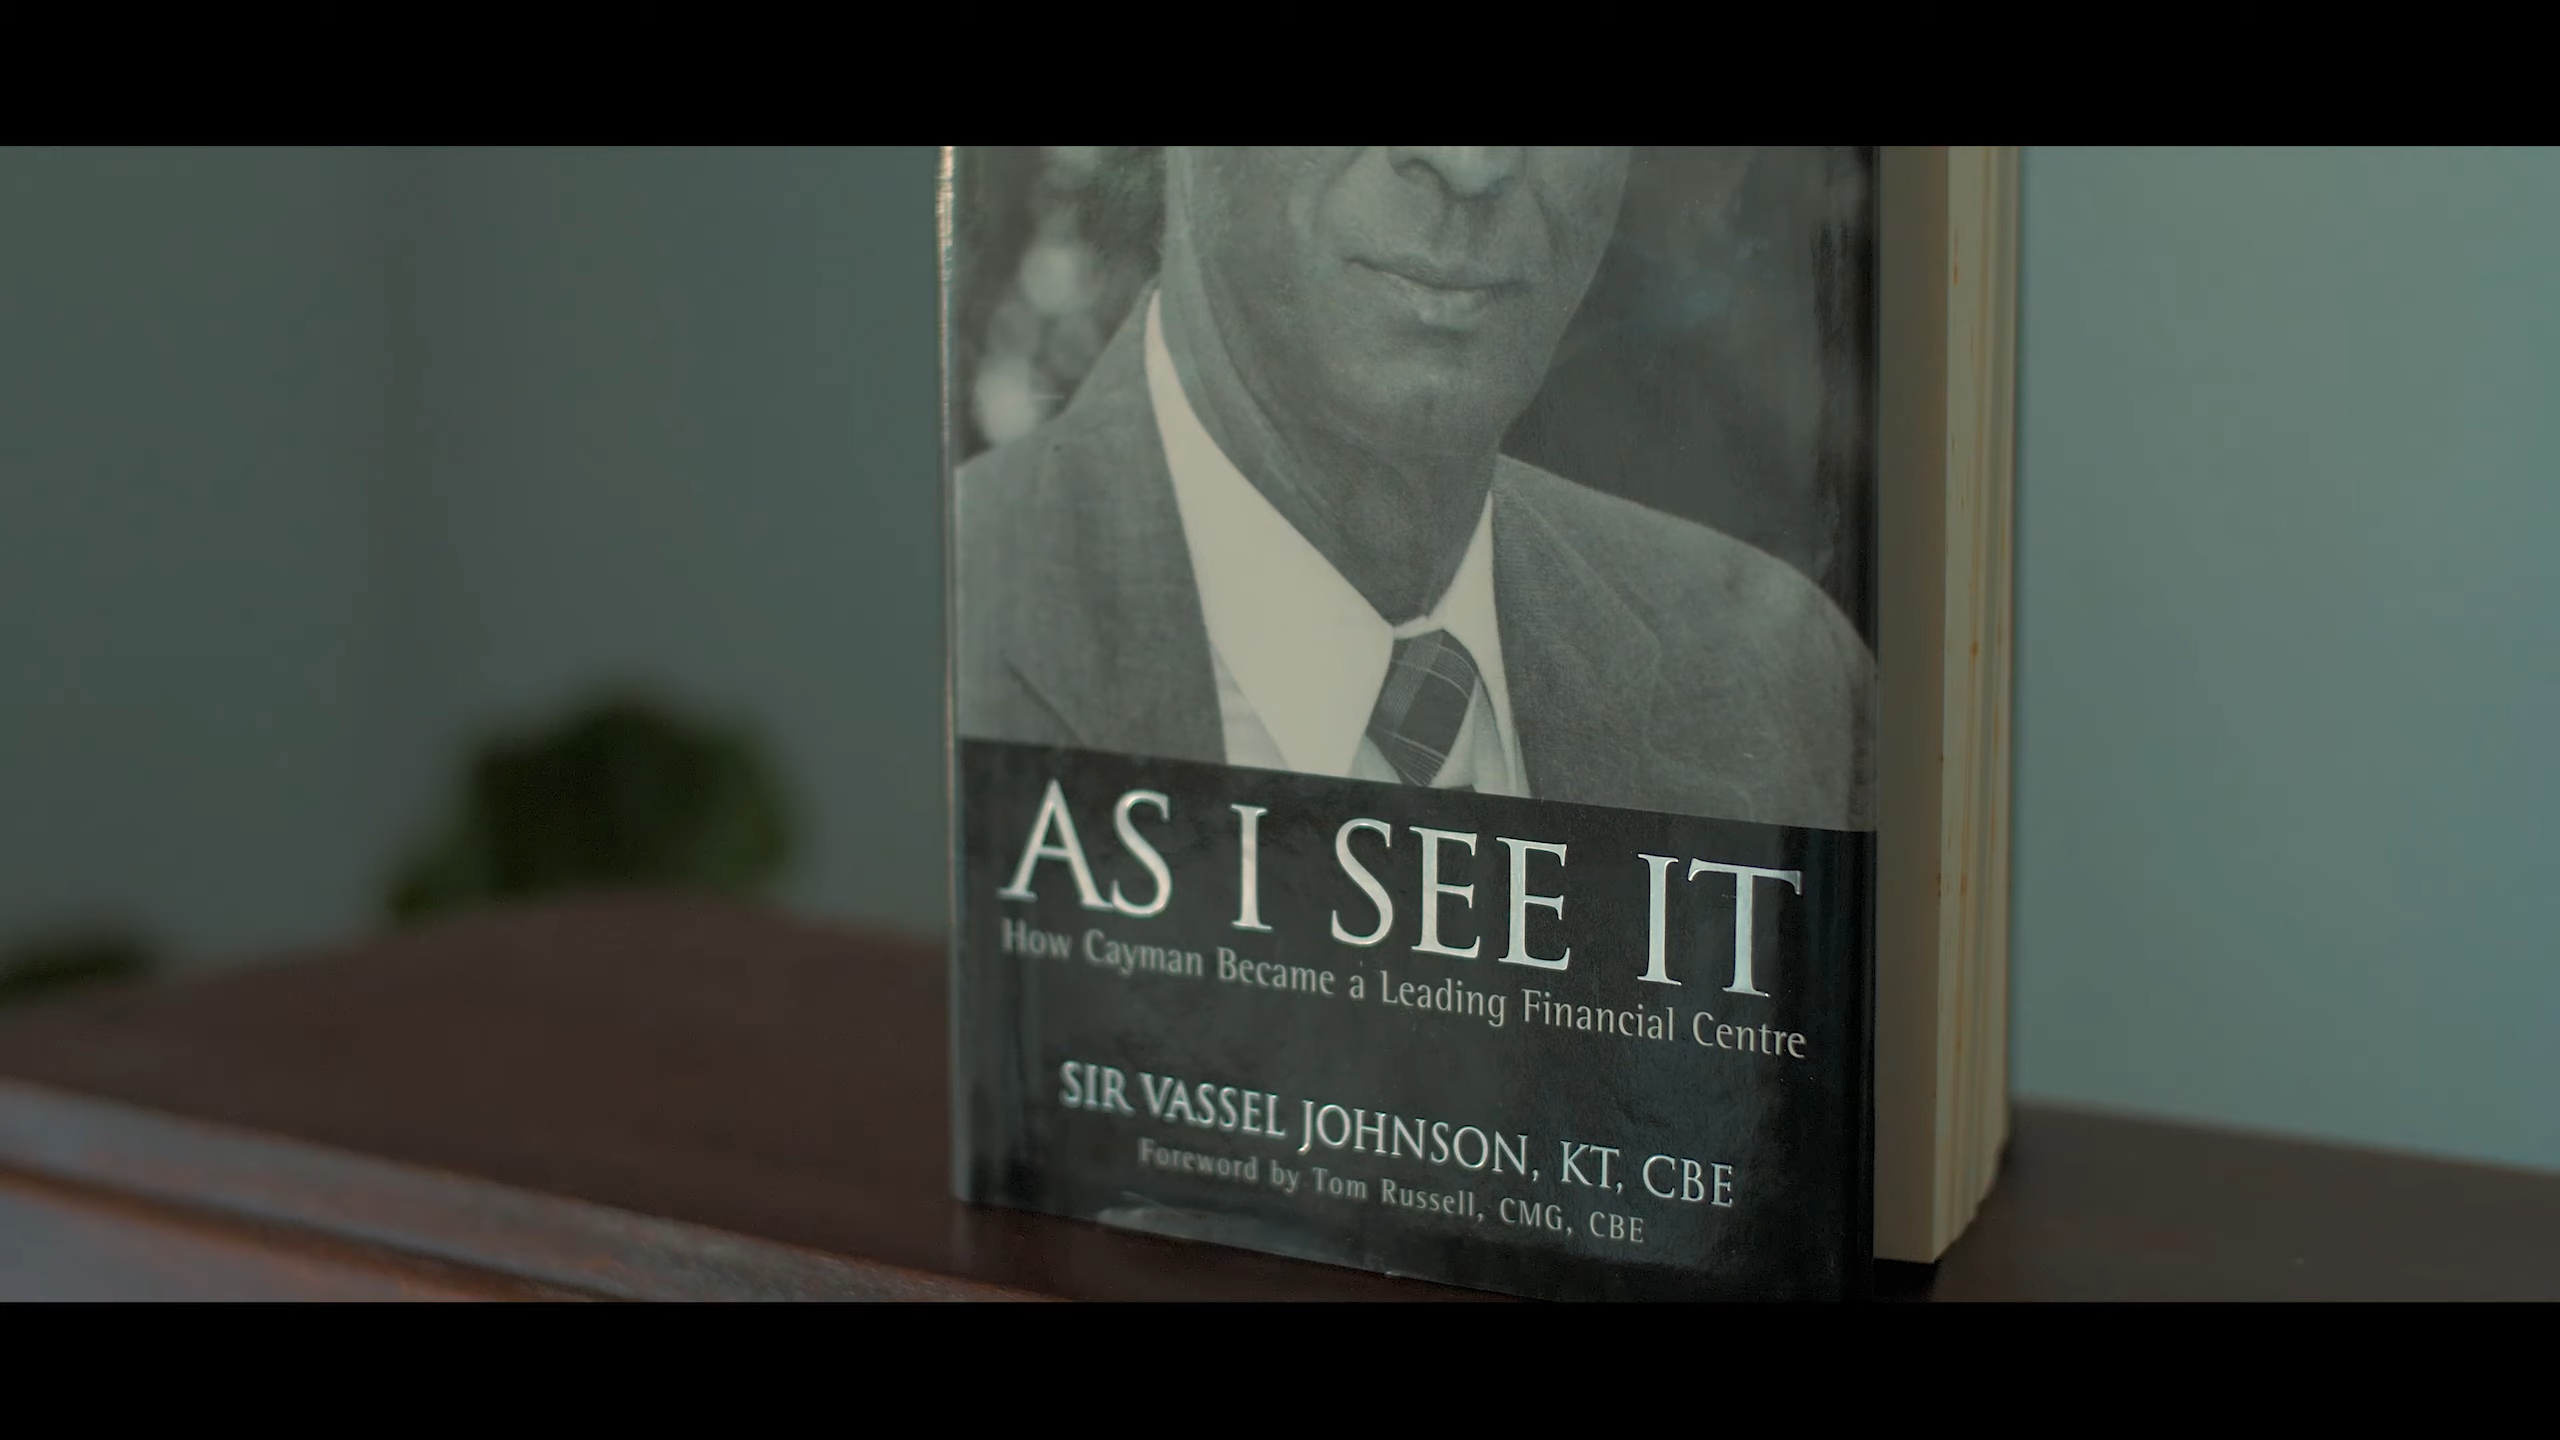 AS I SEE IT
How Cayman Became a Leading Financial Centre
SIR VASSEL JOHNSON, KT, CBE
Foreword by Tom Russell, CMG, CBE